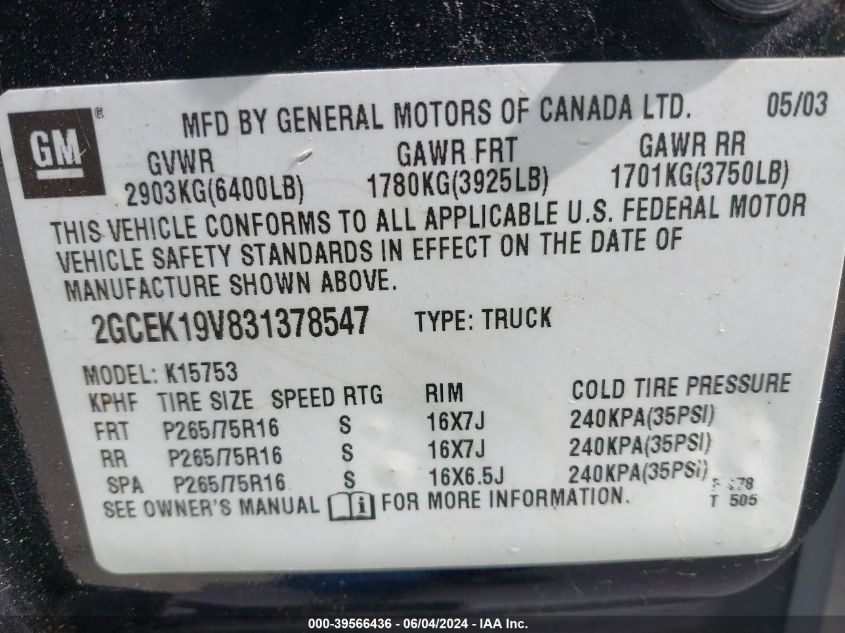 GM ®
MFD BY GENERAL MOTORS OF CANADA LTD. 05/03
GVWR GAWR FRT GAWR RR
2903KG(6400LB) 1780KG(3925LB) 1701KG(3750LB)
THIS VEHICLE CONFORMS TO ALL APPLICABLE U.S. FEDERAL MOTOR
VEHICLE SAFETY STANDARDS IN EFFECT ON THE DATE OF
MANUFACTURE SHOWN ABOVE.
2GCEK19V831378547 TYPE: TRUCK
MODEL: K15753
KPHF TIRE SIZE SPEED RTG RIM COLD TIRE PRESSURE
FRT P265/75R16 S 16X7J 240KPA(35PSI)
RR P265/75R16 S 16X7J 240KPA(35PSI)
SPA P265/75R16 S 16X6.5J 240KPA(35PSI)
SEE OWNER'S MANUAL i FOR MORE INFORMATION.
T 505
000-39566436 - 06/04/2024 - IAA Inc.